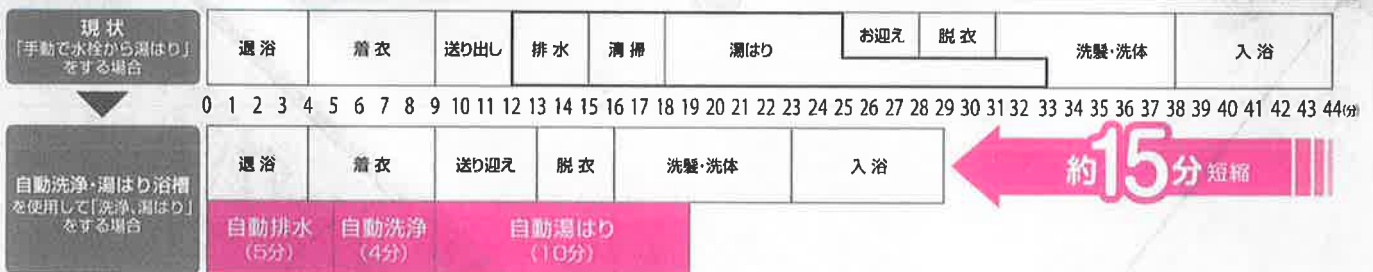 現状
「手動で水栓から湯はり」
をする場合
退浴
着衣
送り出し
排水
清掃
湯はり
お迎え
脱衣
洗髪・洗体
入浴
0 1 2 3 4 5 6 7 8 9 10 11 12 13 14 15 16 17 18 19 20 21 22 23 24 25 26 27 28 29 30 31 32 33 34 35 36 37 38 39 40 41 42 43 44(分)
自動洗浄・湯はり浴槽
を使用して「洗浄、湯はり」
をする場合
退浴
着衣
送り迎え
脱衣
洗髪・洗体
入浴
約15分短縮
自動排水
(5分)
自動洗浄
(4分)
自動湯はり
(10分)